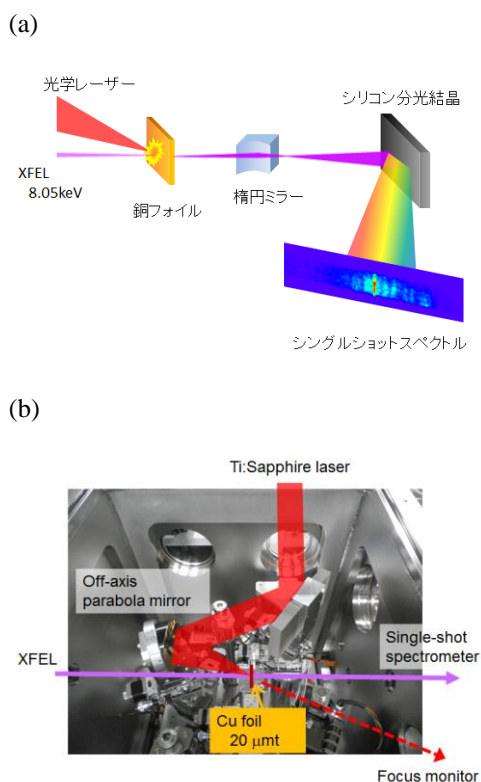 (a)
光学レーザー
シリコン分光結晶
XFEL
8.05keV
銅フォイル
楕円ミラー
シングルショットスペクトル
(b)
Ti:Sapphire laser
Off-axis
parabola mirror
Single-shot
spectrometer
XFEL
Cu foil
20 μmt
Focus monitor